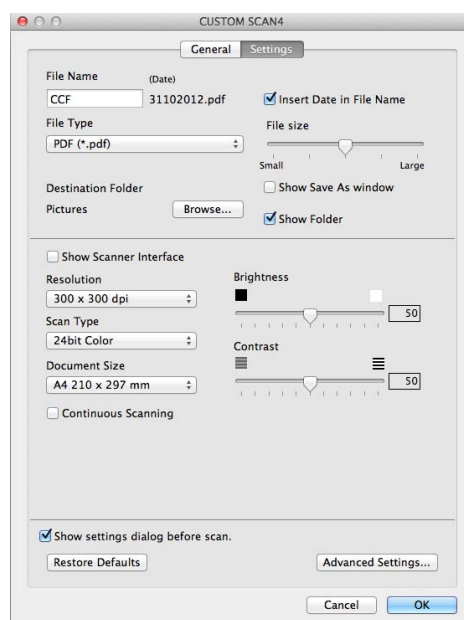 CUSTOM SCAN4
General Settings
File Name (Date)
CCF 31102012.pdf
Insert Date in File Name
File Type
PDF (*.pdf)
File size
Small Large
Destination Folder
Pictures Browse...
Show Save As window
Show Folder
Show Scanner Interface
Resolution
300 x 300 dpi
Scan Type
24bit Color
Document Size
A4 210 x 297 mm
Continuous Scanning
Brightness
50
Contrast
50
Show settings dialog before scan.
Restore Defaults Advanced Settings...
Cancel OK